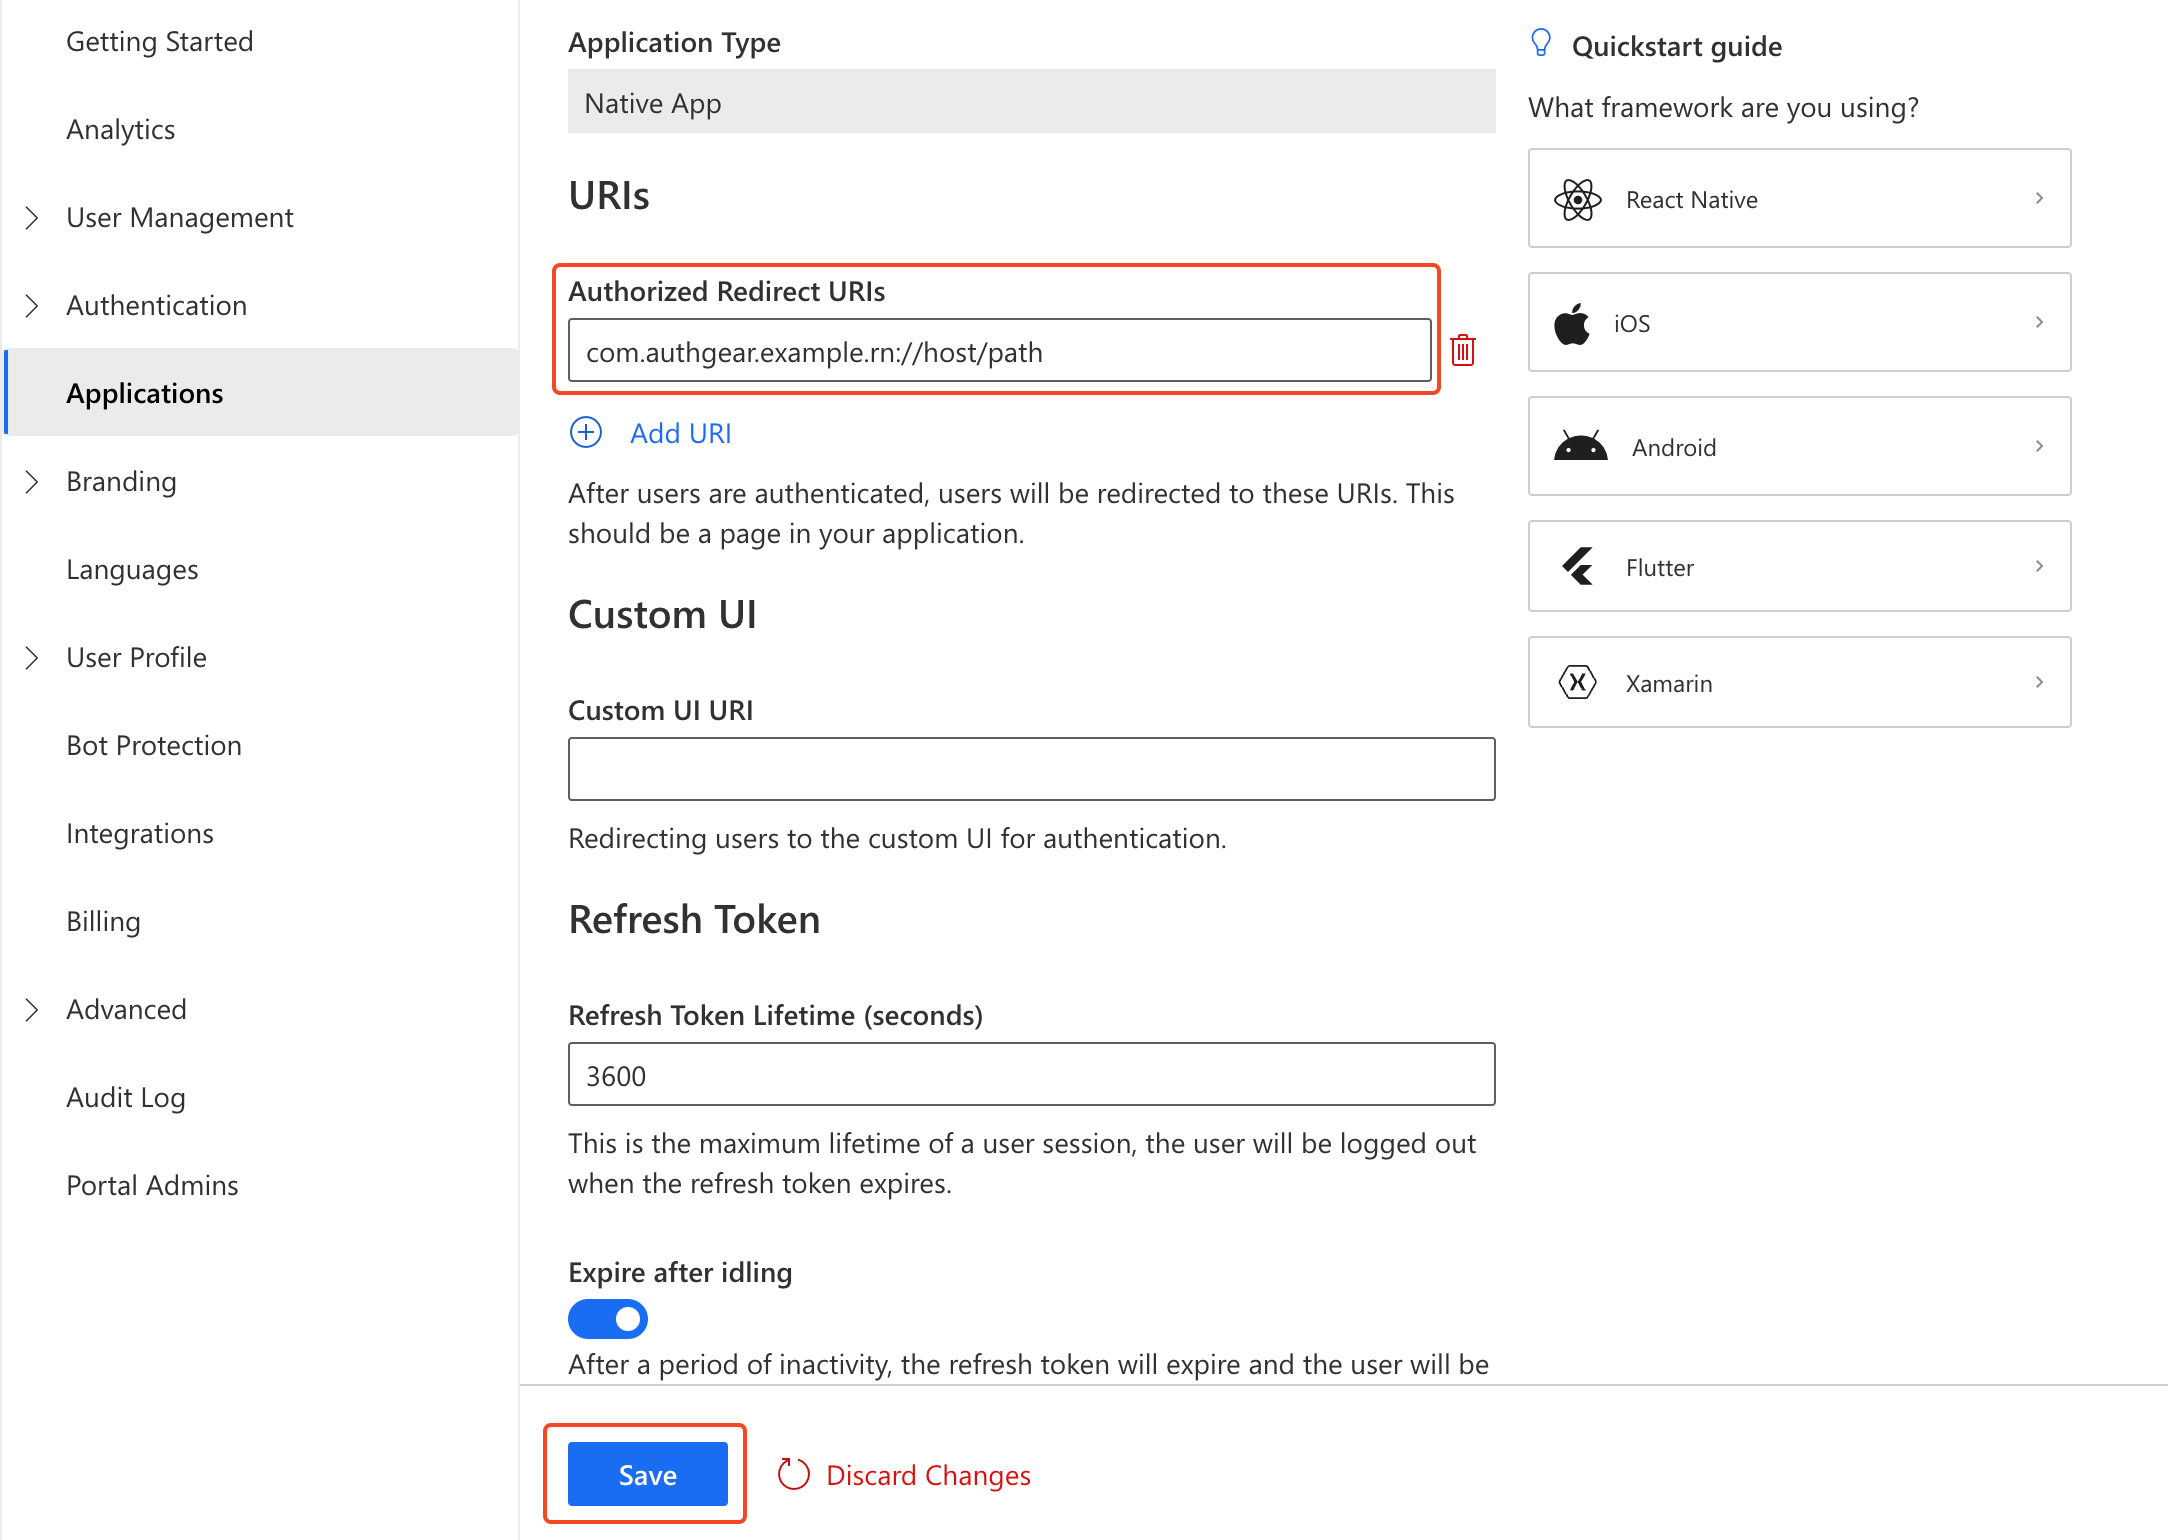 Getting Started
Analytics
User Management
Authentication
Applications
Branding
Languages
User Profile
Bot Protection
Integrations
Billing
Advanced
Audit Log
Portal Admins
Application Type
Native App
URIs
Authorized Redirect URIs
com.authgear.example.rn://host/path
Add URI
After users are authenticated, users will be redirected to these URIs. This
should be a page in your application.
Custom UI
Custom UI URI
Redirecting users to the custom UI for authentication.
Refresh Token
Refresh Token Lifetime (seconds)
3600
This is the maximum lifetime of a user session, the user will be logged out
when the refresh token expires.
Expire after idling
After a period of inactivity, the refresh token will expire and the user will be
Save
Discard Changes
Quickstart guide
What framework are you using?
React Native
iOS
Android
Flutter
Xamarin